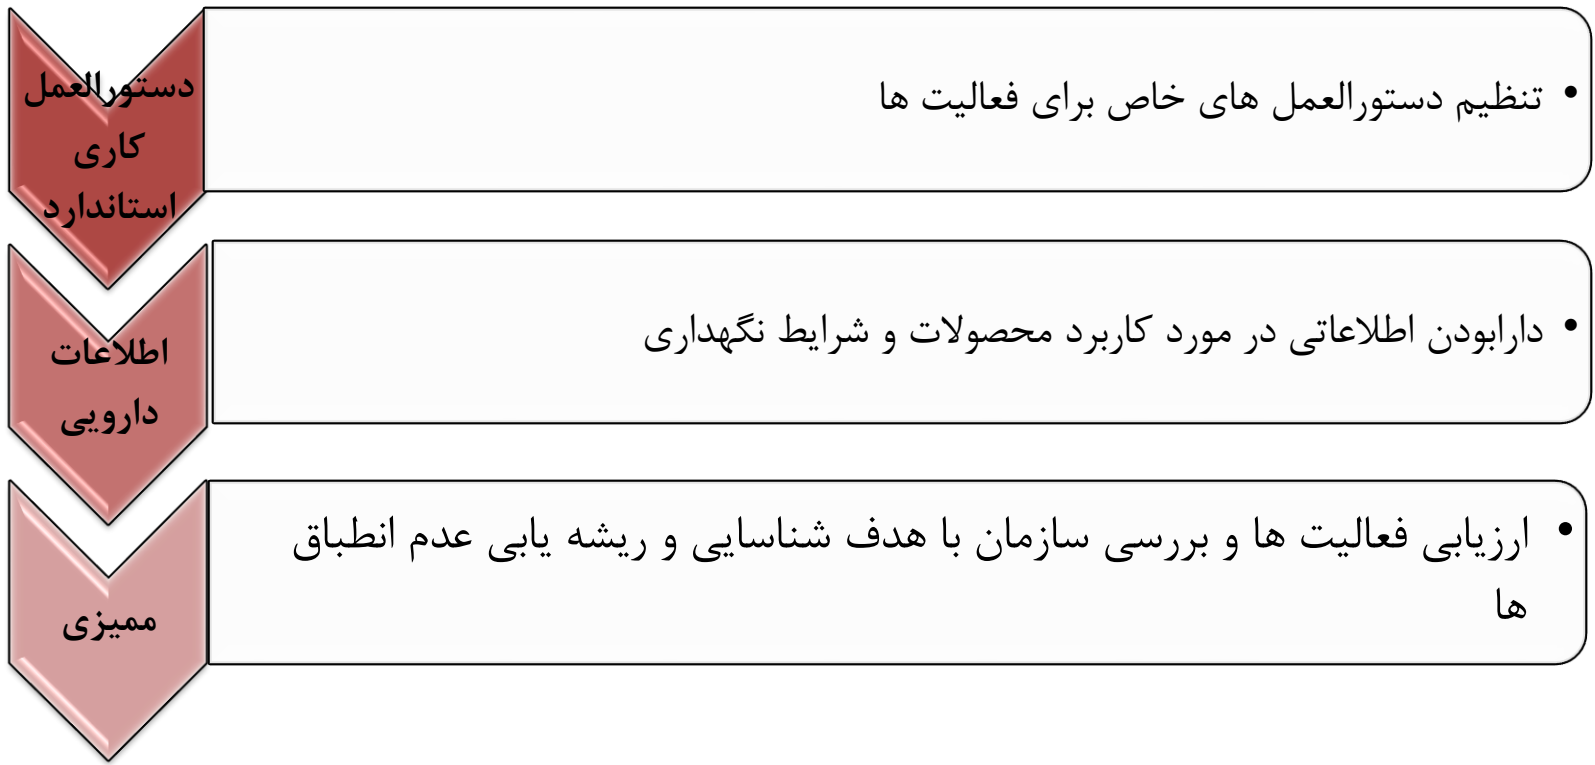 دستورالعمل
کاری
استاندارد
• تنظیم دستورالعمل های خاص برای فعالیت ها
اطلاعات
دارویی
• دارابودن اطلاعاتی در مورد کاربرد محصولات و شرایط نگهداری
ممیزی
• ارزیابی فعالیت ها و بررسی سازمان با هدف شناسایی و ریشه یابی عدم انطباق
ها